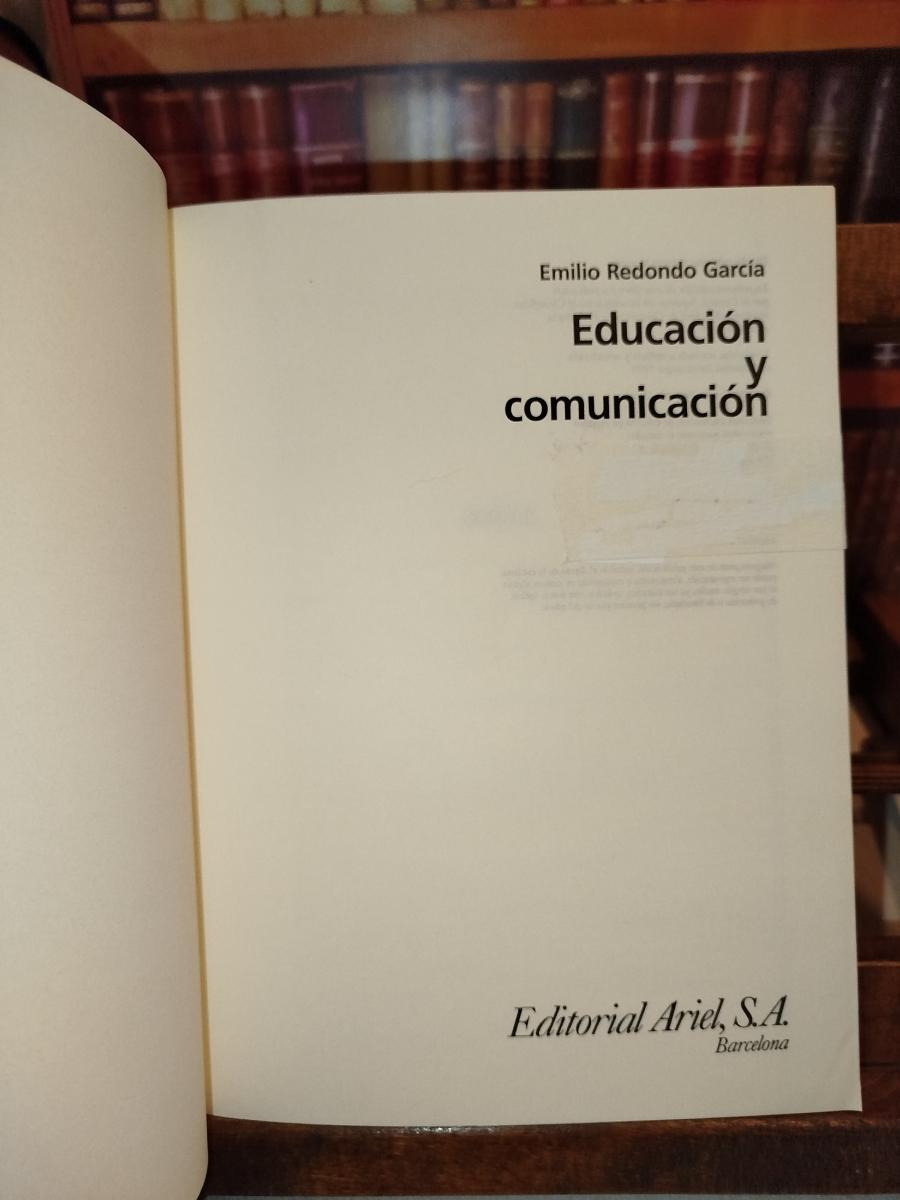 Emilio Redondo García
Educación
y
comunicación
Editorial Ariel, S.A.
Barcelona